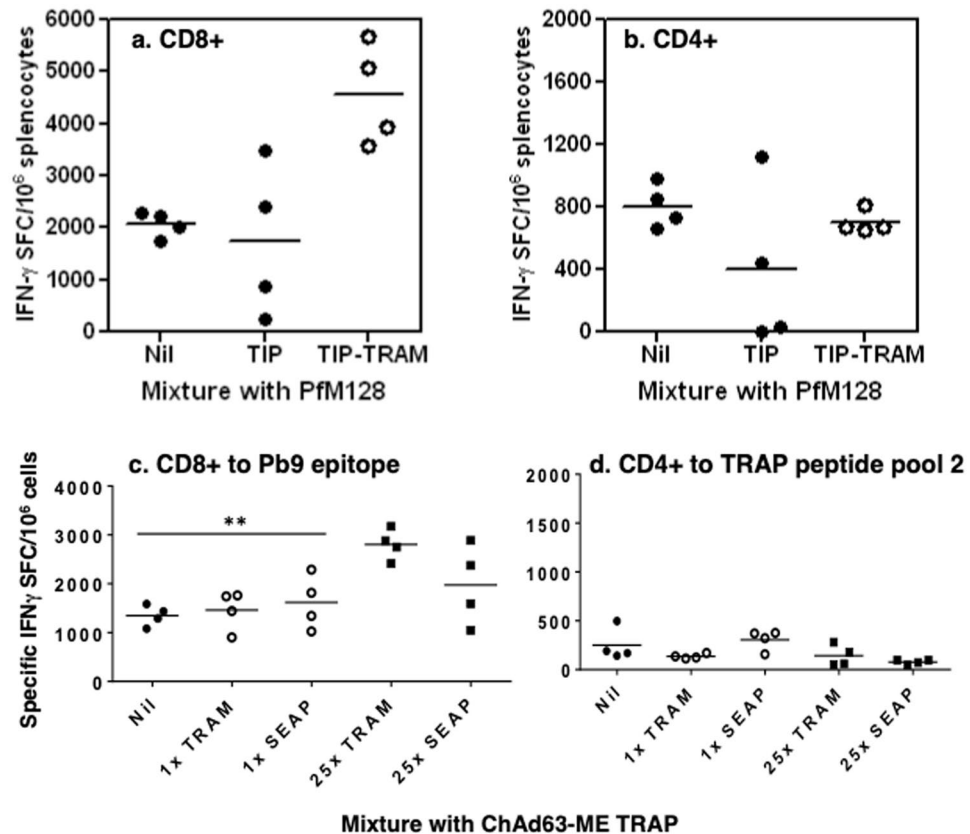 a. CD8+
IFN-γ SFC/10⁶ splencocytes
6000
5000
4000
3000
2000
1000
0
Nil TIP TIP-TRAM
Mixture with PfM128
b. CD4+
IFN-γ SFC/10⁶ splencocytes
2000
1600
1200
800
400
0
Nil TIP TIP-TRAM
Mixture with PfM128
c. CD8+ to Pb9 epitope
Specific IFNγ SFC/10⁶ cells
4000
3000
2000
1000
0
**
Nil
1x TRAM
1x SEAP
25x TRAM
25x SEAP
d. CD4+ to TRAP peptide pool 2
2000
1500
1000
500
0
Nil
1x TRAM
1x SEAP
25x TRAM
25x SEAP
Mixture with ChAd63-ME TRAP